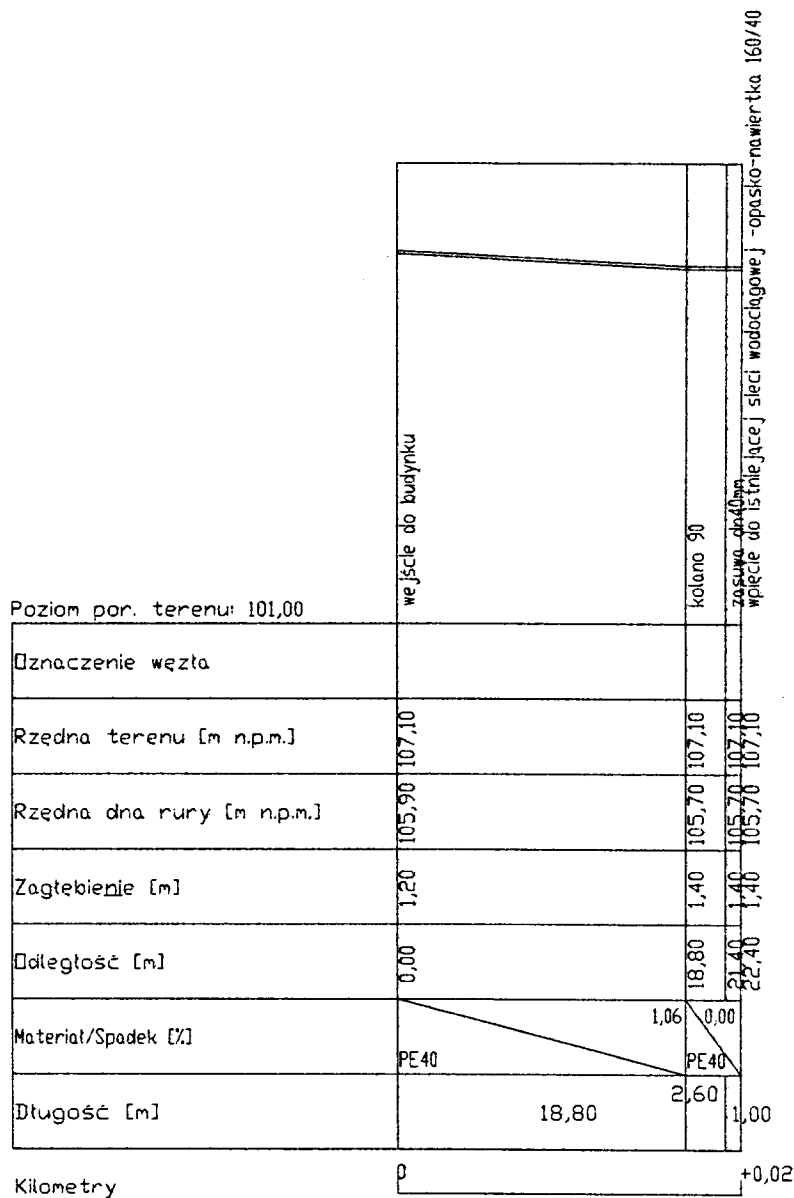 wejście do budynku
kolano 90
zasuwa dn40mm
wpięcie do istniejącej sieci wodociągowej -opasko-nawiertka 160/40
Poziom por. terenu: 101,00
Oznaczenie węzła
Rzędna terenu [m n.p.m.]
107,10
107,10
107,10
107,10
Rzędna dna rury [m n.p.m.]
105,90
105,70
105,70
105,70
Zagłębienie [m]
1,20
1,40
1,40
1,40
Odległość [m]
0,00
18,80
21,40
22,40
Materiał/Spadek [%]
PE40
1,06
PE40
0,00
Długość [m]
18,80
2,60
1,00
Kilometry
0
+0,02